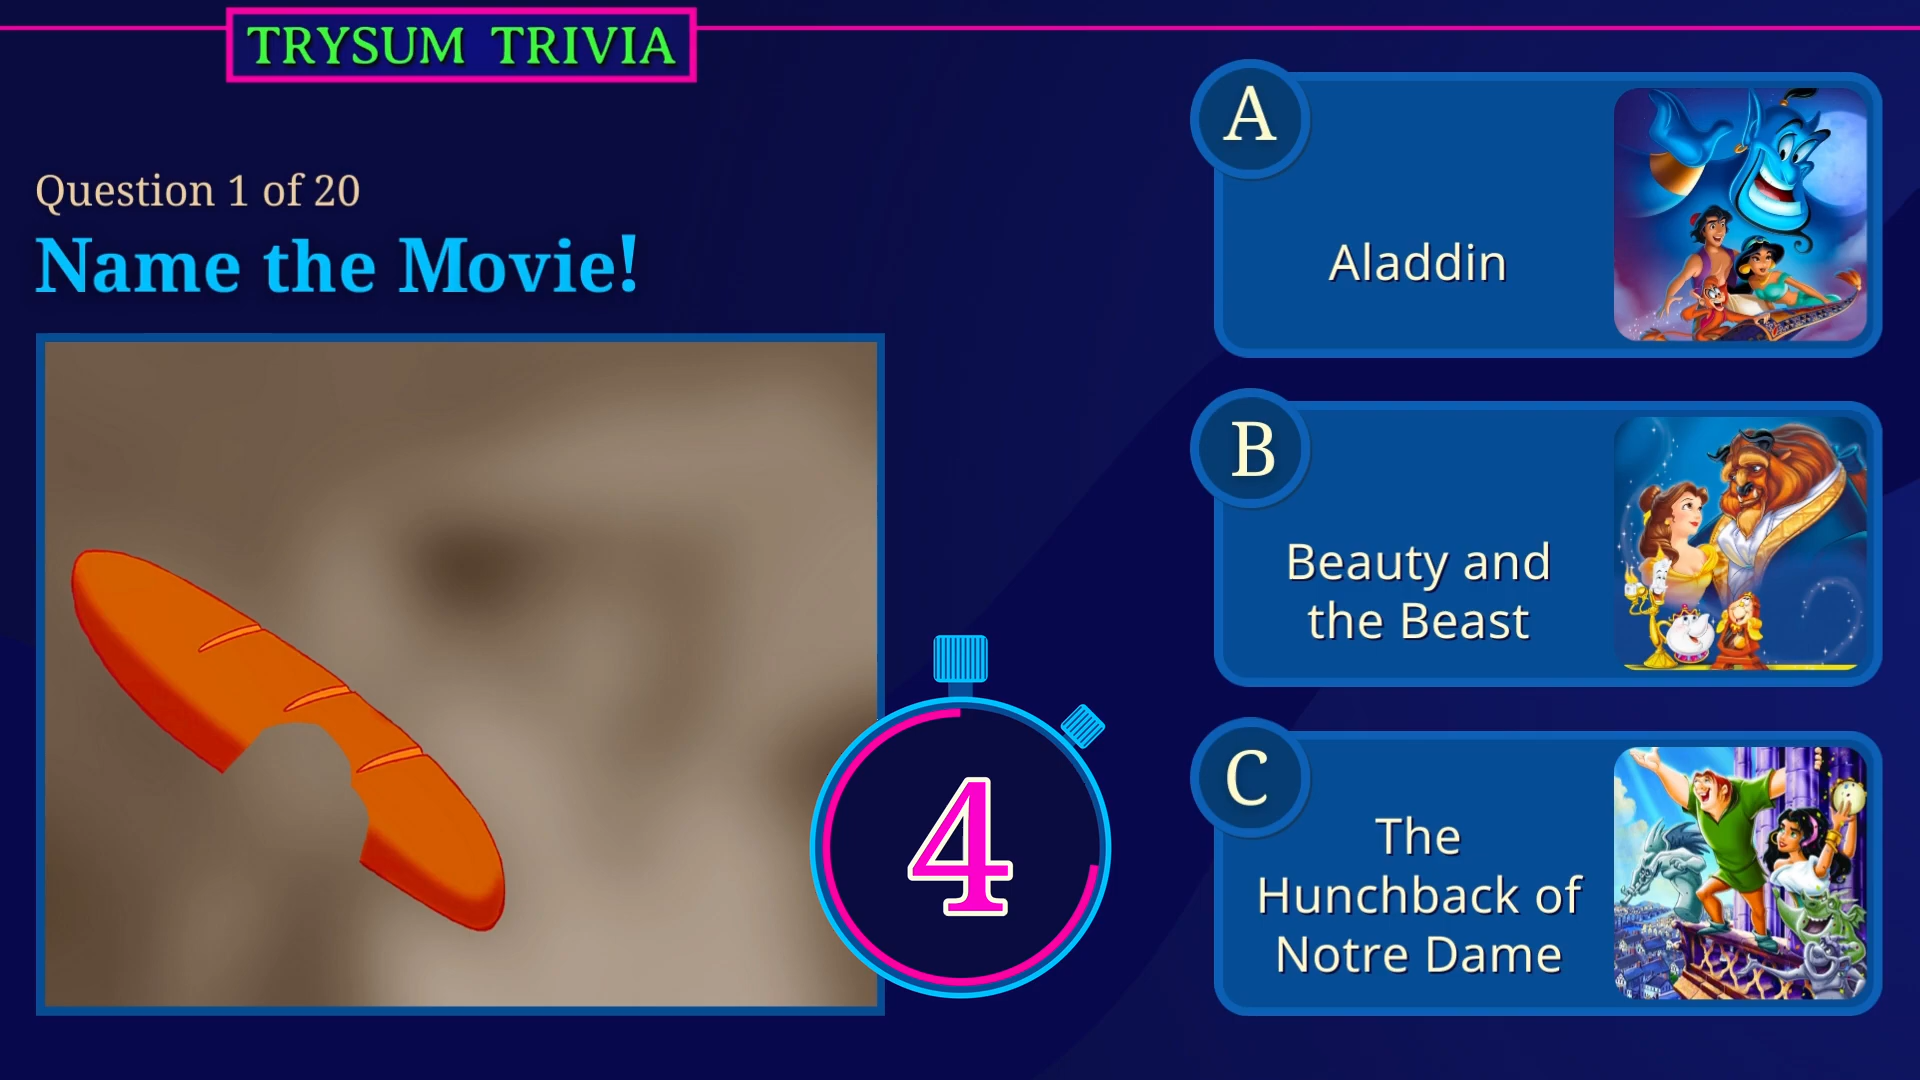 TRYSUM TRIVIA
Question 1 of 20
Name the Movie!
4
A
Aladdin
B
Beauty and
the Beast
C
The
Hunchback of
Notre Dame